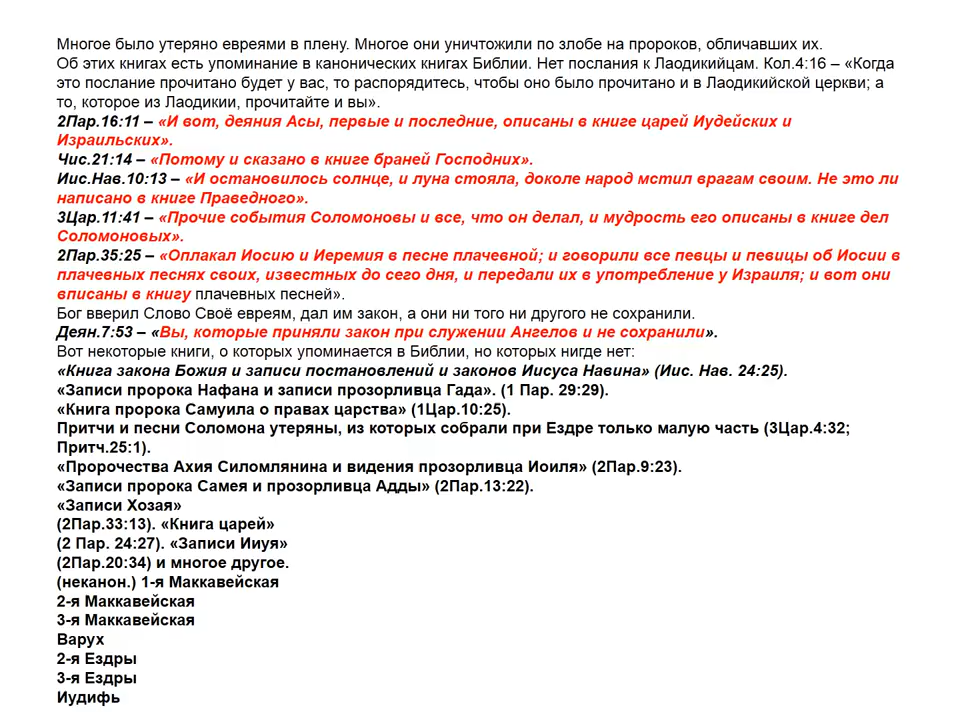 Многое было утеряно евреями в плену. Многое они уничтожили по злобе на пророков, обличавших их.
Об этих книгах есть упоминание в канонических книгах Библии. Нет послания к Лаодикийцам. Кол.4:16 – «Когда
это послание прочитано будет у вас, то распорядитесь, чтобы оно было прочитано и в Лаодикийской церкви; а
то, которое из Лаодикии, прочитайте и вы».
2Пар.16:11 – «И вот, деяния Асы, первые и последние, описаны в книге царей Иудейских и
Израильских».
Чис.21:14 – «Потому и сказано в книге браней Господних».
Иис.Нав.10:13 – «И остановилось солнце, и луна стояла, доколе народ мстил врагам своим. Не это ли
написано в книге Праведного».
3Цар.11:41 – «Прочие события Соломоновы и все, что он делал, и мудрость его описаны в книге дел
Соломоновых».
2Пар.35:25 – «Оплакал Иосию и Иеремия в песне плачевной; и говорили все певцы и певицы об Иосии в
плачевных песнях своих, известных до сего дня, и передали их в употребление у Израиля; и вот они
вписаны в книгу плачевных песней».
Бог вверил Слово Своё евреям, дал им закон, а они ни того ни другого не сохранили.
Деян.7:53 – «Вы, которые приняли закон при служении Ангелов и не сохранили».
Вот некоторые книги, о которых упоминается в Библии, но которых нигде нет:
«Книга закона Божия и записи постановлений и законов Иисуса Навина» (Иис. Нав. 24:25).
«Записи пророка Нафана и записи прозорливца Гада». (1 Пар. 29:29).
«Книга пророка Самуила о правах царства» (1Цар.10:25).
Притчи и песни Соломона утеряны, из которых собрали при Ездре только малую часть (3Цар.4:32;
Притч.25:1).
«Пророчества Ахия Силомлянина и видения прозорливца Иоиля» (2Пар.9:23).
«Записи пророка Самея и прозорливца Адды» (2Пар.13:22).
«Записи Хозая»
(2Пар.33:13). «Книга царей»
(2 Пар. 24:27). «Записи Ииуя»
(2Пар.20:34) и многое другое.
(неканон.) 1-я Маккавейская
2-я Маккавейская
3-я Маккавейская
Варух
2-я Ездры
3-я Ездры
Иудифь